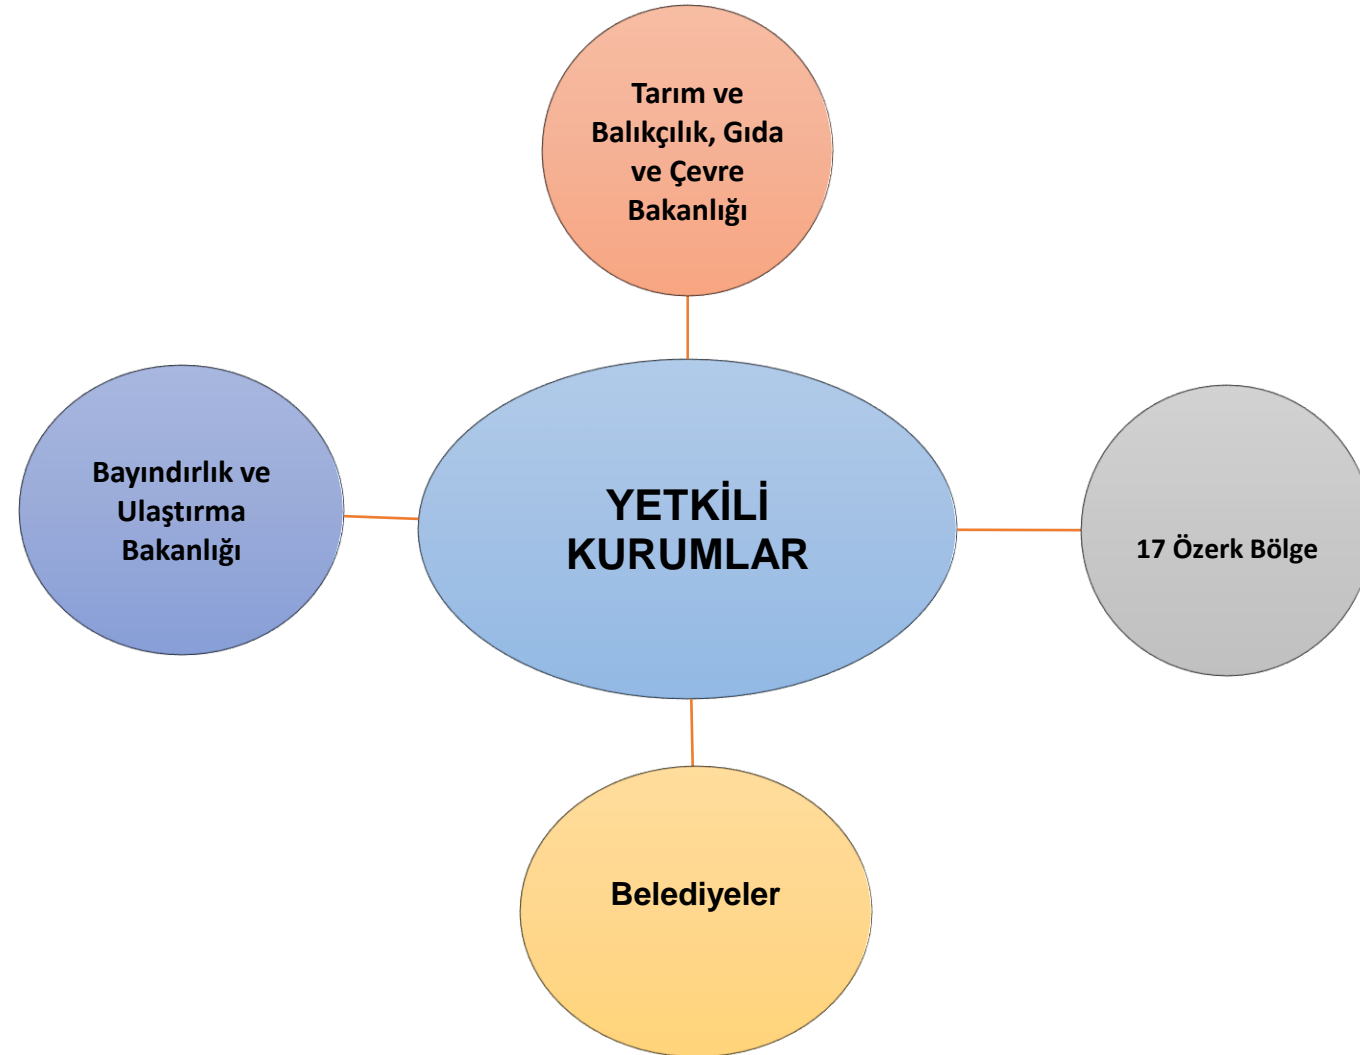 Tarım ve
Balıkçılık, Gıda
ve Çevre
Bakanlığı
Bayındırlık ve
Ulaştırma
Bakanlığı
YETKİLİ
KURUMLAR
17 Özerk Bölge
Belediyeler